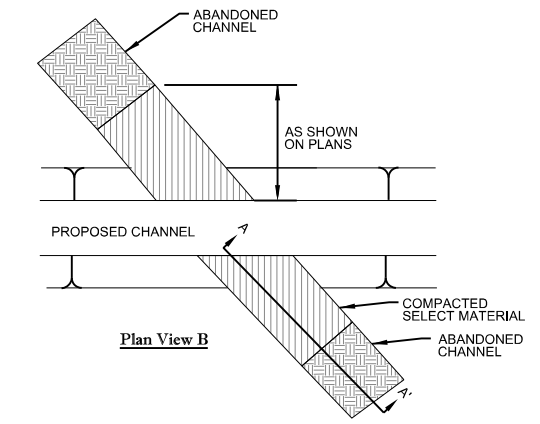 ABANDONED
CHANNEL
AS SHOWN
ON PLANS
PROPOSED CHANNEL
A
COMPACTED
SELECT MATERIAL
Plan View B
ABANDONED
CHANNEL
A'